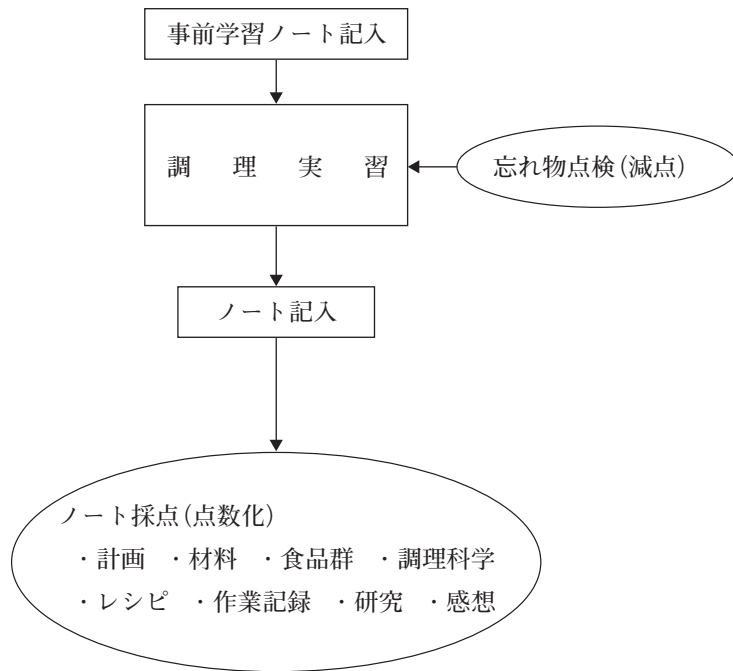 事前学習ノート記入
調理実習
忘れ物点検(減点)
ノート記入
ノート採点(点数化)
・計画 ・材料 ・食品群 ・調理科学
・レシピ ・作業記録 ・研究 ・感想